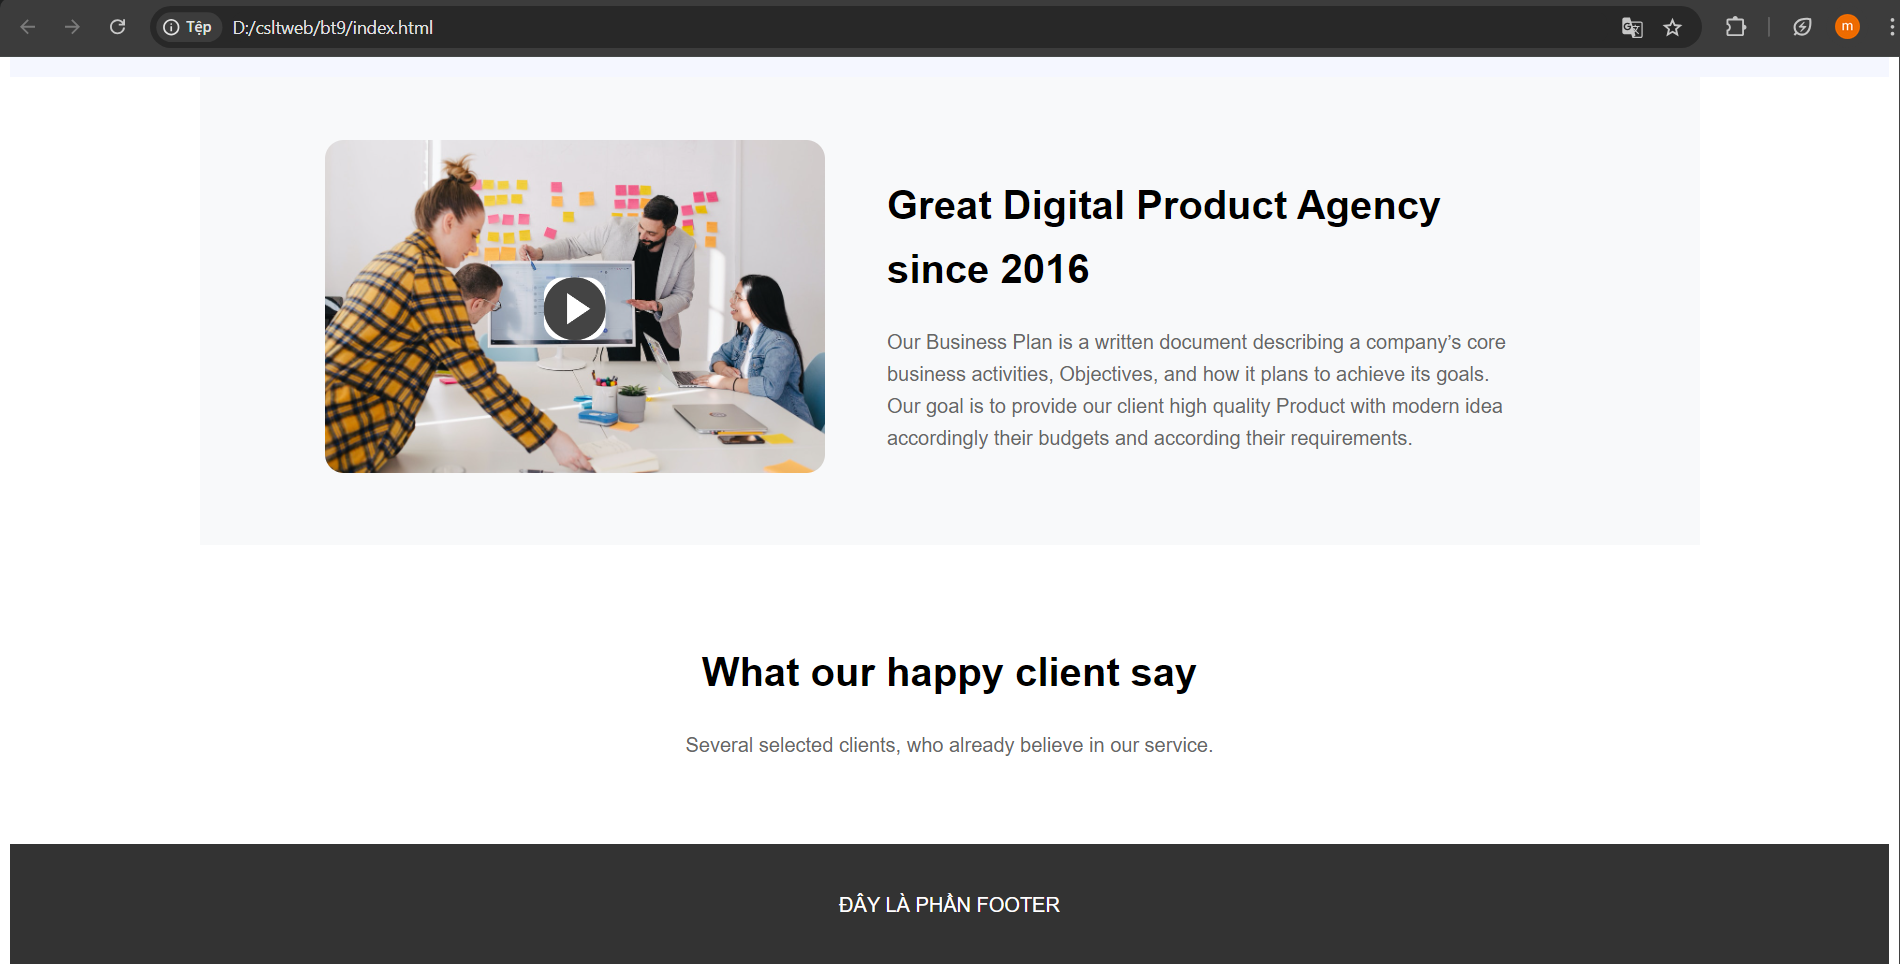 Tệp
D:/csltweb/bt9/index.html
m
Great Digital Product Agency
since 2016
Our Business Plan is a written document describing a company’s core
business activities, Objectives, and how it plans to achieve its goals.
Our goal is to provide our client high quality Product with modern idea
accordingly their budgets and according their requirements.
What our happy client say
Several selected clients, who already believe in our service.
ĐÂY LÀ PHẦN FOOTER